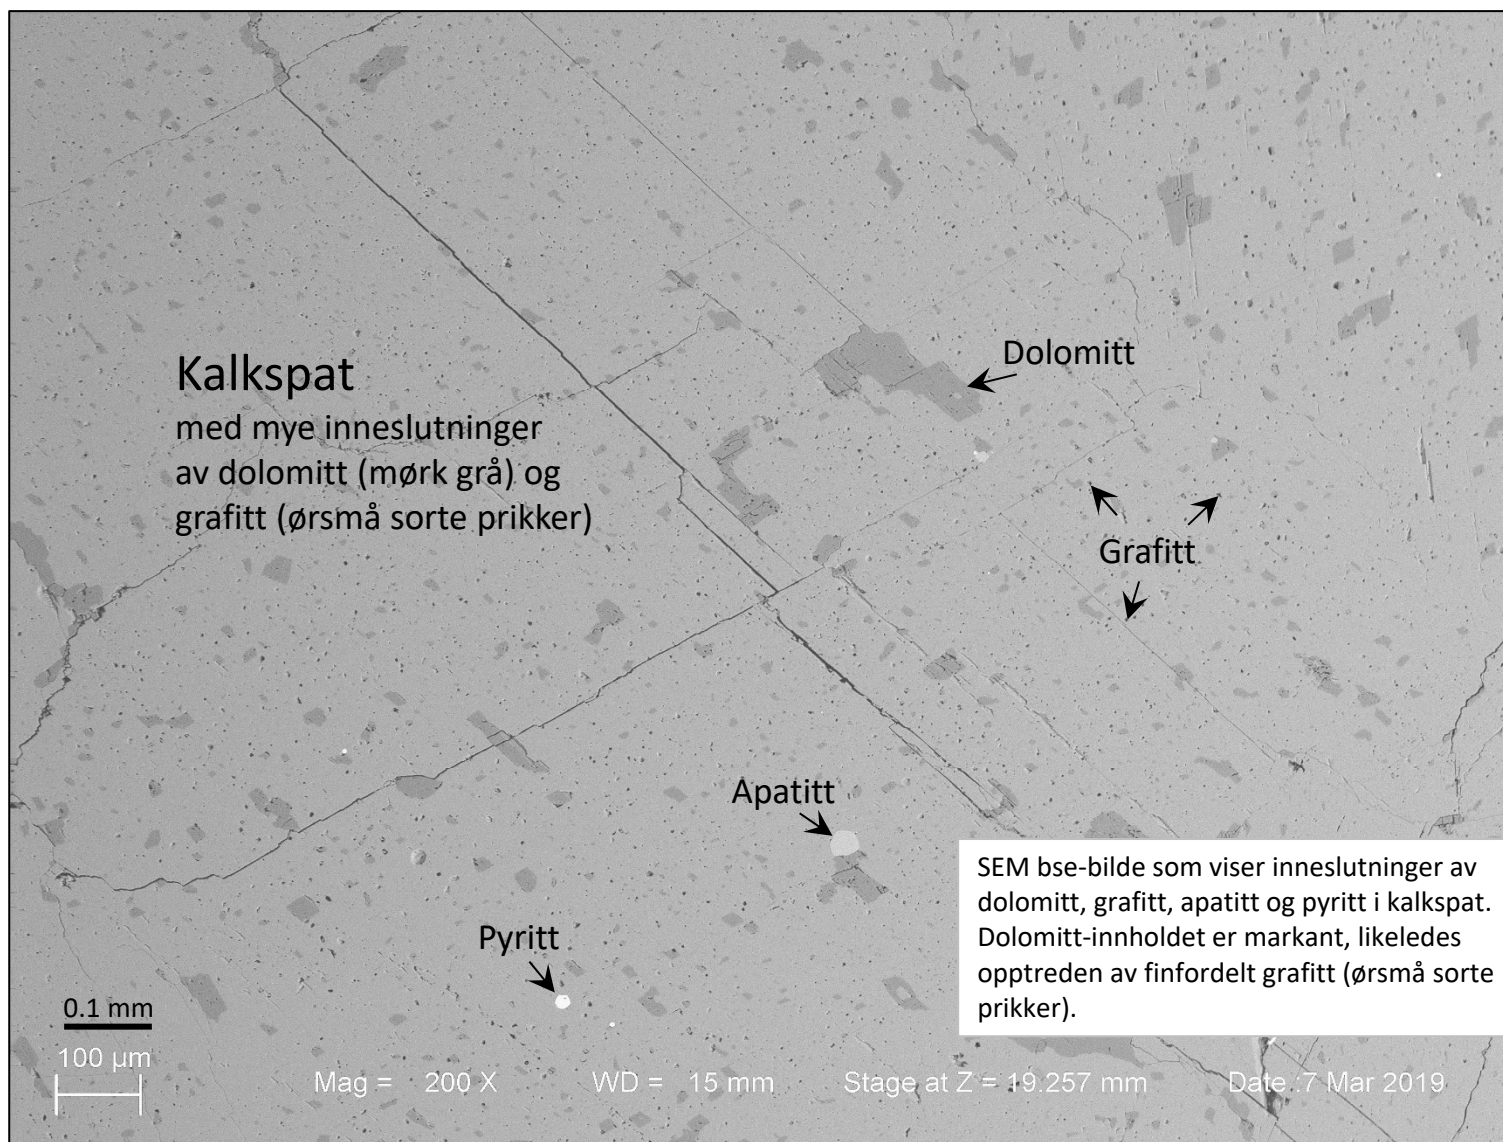 Dolomitt
Kalkspat
med mye inneslutninger
av dolomitt (mørk grå) og
grafitt (ørsmå sorte prikker)
Grafitt
Apatitt
Pyritt
SEM bse-bilde som viser inneslutninger av
dolomitt, grafitt, apatitt og pyritt i kalkspat.
Dolomitt-innholdet er markant, likeledes
opptreden av finfordelt grafitt (ørsmå sorte
prikker).
0.1 mm
100 µm
Mag = 200 X WD = 15 mm Stage at Z = 19.257 mm Date :7 Mar 2019